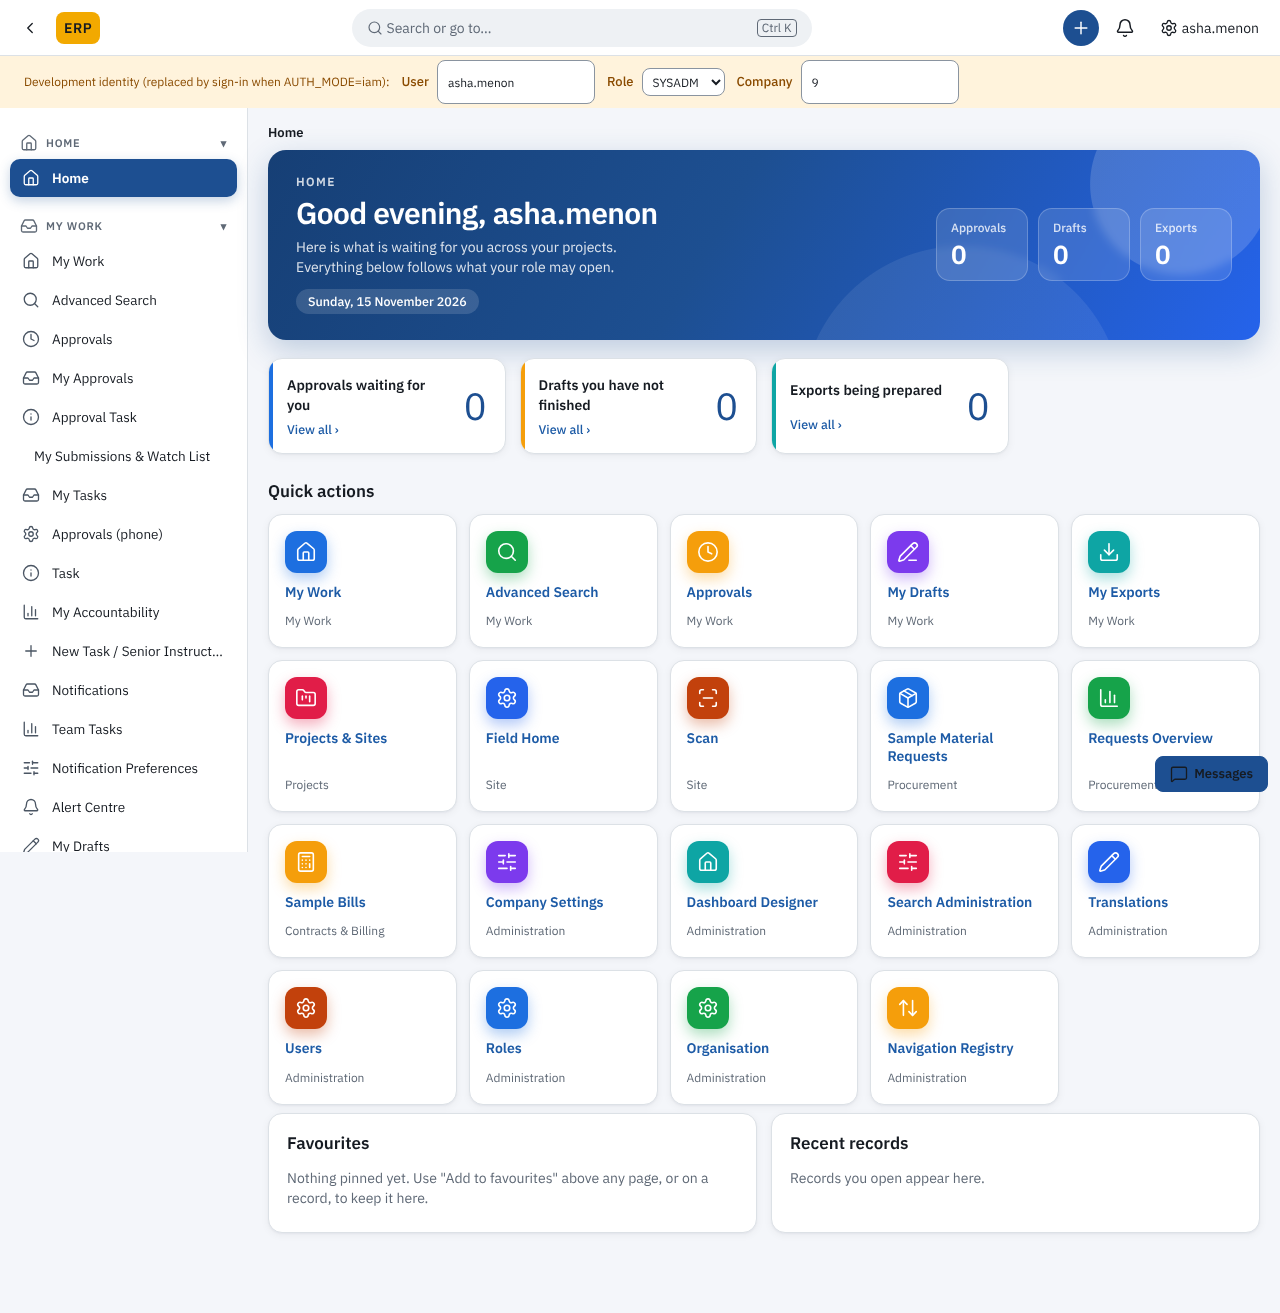 ERP
Search or go to...
Ctrl K
asha.menon
Development identity (replaced by sign-in when AUTH_MODE=iam):
User
asha.menon
Role
SYSADM
Company
9
HOME
Home
MY WORK
My Work
Advanced Search
Approvals
My Approvals
Approval Task
My Submissions & Watch List
My Tasks
Approvals (phone)
Task
My Accountability
New Task / Senior Instruct...
Notifications
Team Tasks
Notification Preferences
Alert Centre
My Drafts
Home
HOME
Good evening, asha.menon
Here is what is waiting for you across your projects.
Everything below follows what your role may open.
Sunday, 15 November 2026
Approvals
0
Drafts
0
Exports
0
Approvals waiting for
you
View all ›
0
Drafts you have not
finished
View all ›
0
Exports being prepared
View all ›
0
Quick actions
My Work
My Work
Advanced Search
My Work
Approvals
My Work
My Drafts
My Work
My Exports
My Work
Projects & Sites
Projects
Field Home
Site
Scan
Site
Sample Material
Requests
Procurement
Requests Overview
Procurement
Messages
Sample Bills
Contracts & Billing
Company Settings
Administration
Dashboard Designer
Administration
Search Administration
Administration
Translations
Administration
Users
Administration
Roles
Administration
Organisation
Administration
Navigation Registry
Administration
Favourites
Nothing pinned yet. Use "Add to favourites" above any page, or on a
record, to keep it here.
Recent records
Records you open appear here.